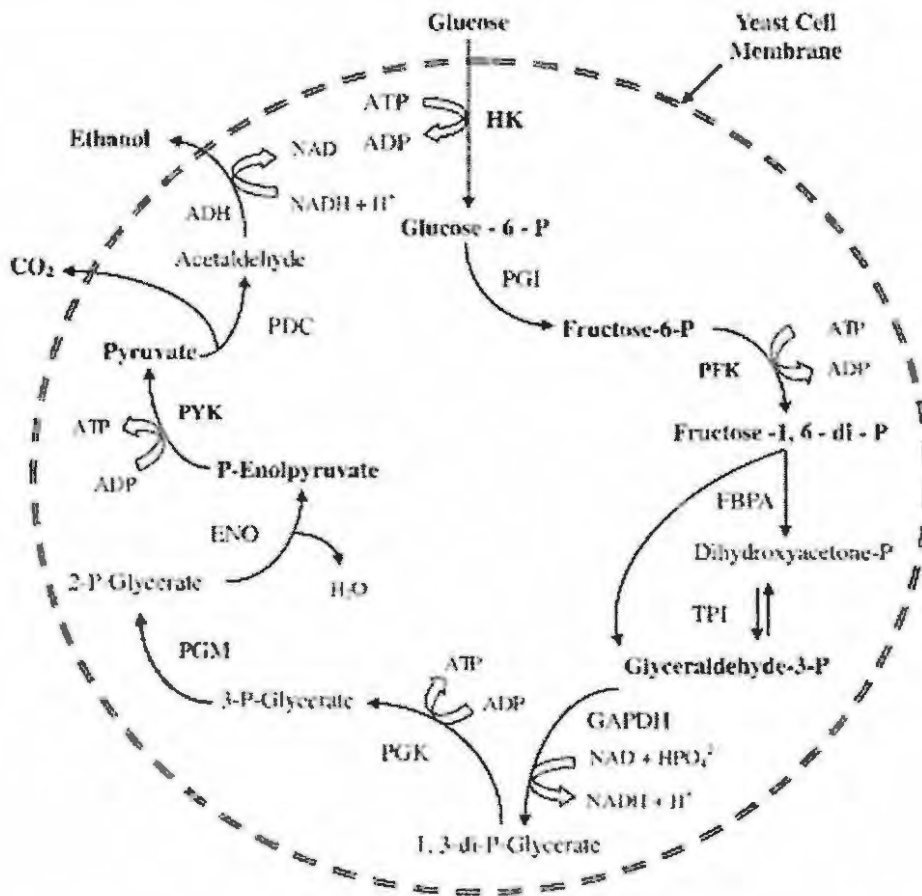 Glucose
Yeast Cell
Membrane
ATP
ADP
HK
Ethanol
NAD
NADH + H⁺
ADH
Glucose - 6 - P
Acetaldehyde
CO₂
PGI
PDC
Fructose-6-P
ATP
ADP
PFK
Pyruvate
PYK
ATP
ADP
Fructose -1, 6 - di - P
P-Enolpyruvate
FBPA
ENO
Dihydroxyacetone-P
2-P Glycerate
H₂O
TPI
PGM
Glyceraldehyde-3-P
ATP
ADP
3-P-Glycerate
GAPDH
PGK
NAD + HPO₄²
NADH + H⁺
1, 3-di-P-Glycerate